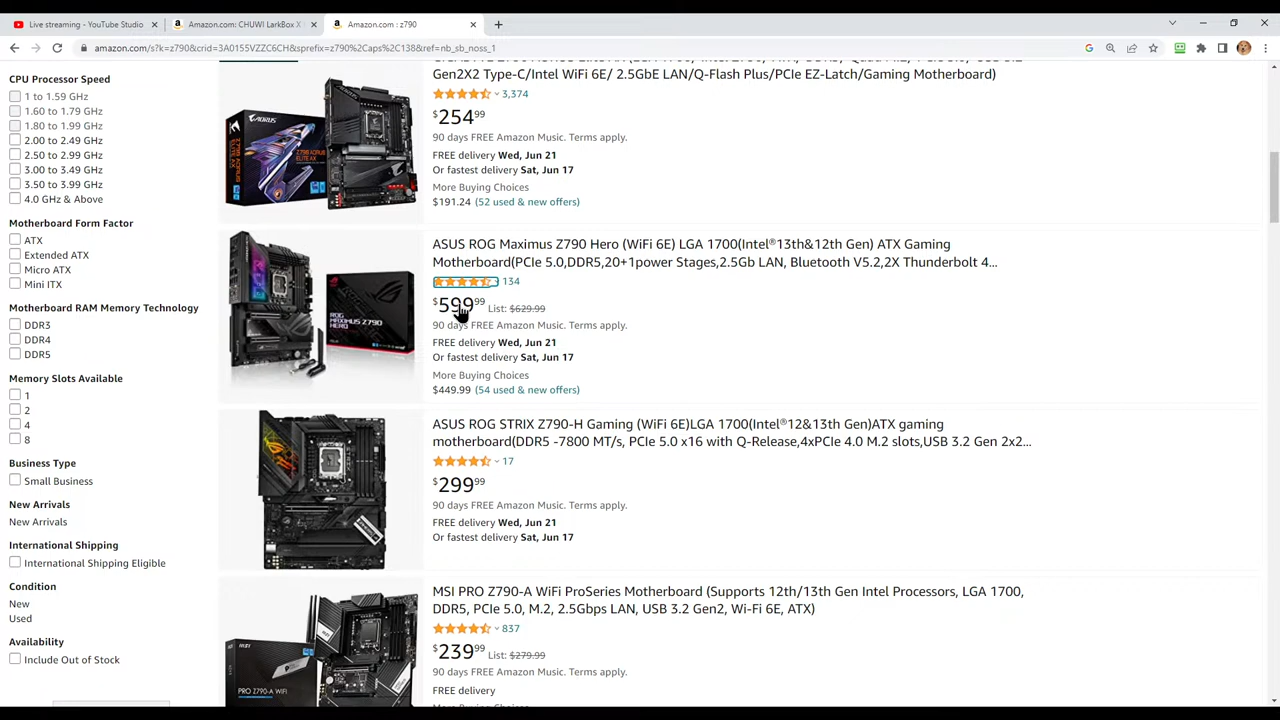 Live streaming - YouTube Studio
Amazon.com: CHUWI LarkBox X
Amazon.com : z790
amazon.com/s?k=z790&crid=3A0155VZZC6CH&sprefix=z790%2Caps%2C138&ref=nb_sb_noss_1
CPU Processor Speed
1 to 1.59 GHz
1.60 to 1.79 GHz
1.80 to 1.99 GHz
2.00 to 2.49 GHz
2.50 to 2.99 GHz
3.00 to 3.49 GHz
3.50 to 3.99 GHz
4.0 GHz & Above
Motherboard Form Factor
ATX
Extended ATX
Micro ATX
Mini ITX
Motherboard RAM Memory Technology
DDR3
DDR4
DDR5
Memory Slots Available
1
2
4
8
Business Type
Small Business
New Arrivals
New Arrivals
International Shipping
International Shipping Eligible
Condition
New
Used
Availability
Include Out of Stock
Gen2X2 Type-C/Intel WiFi 6E/ 2.5GbE LAN/Q-Flash Plus/PCIe EZ-Latch/Gaming Motherboard)
3,374
$254.99
90 days FREE Amazon Music. Terms apply.
FREE delivery Wed, Jun 21
Or fastest delivery Sat, Jun 17
More Buying Choices
$191.24 (52 used & new offers)
AORUS
Z790 AORUS
ELITE AX
ASUS ROG Maximus Z790 Hero (WiFi 6E) LGA 1700(Intel®13th&12th Gen) ATX Gaming
Motherboard(PCIe 5.0,DDR5,20+1power Stages,2.5Gb LAN, Bluetooth V5.2,2X Thunderbolt 4...
134
$599.99 List: $629.99
90 days FREE Amazon Music. Terms apply.
FREE delivery Wed, Jun 21
Or fastest delivery Sat, Jun 17
More Buying Choices
$449.99 (54 used & new offers)
ROG
MAXIMUS Z790
HERO
ASUS ROG STRIX Z790-H Gaming (WiFi 6E)LGA 1700(Intel®12&13th Gen)ATX gaming
motherboard(DDR5 -7800 MT/s, PCIe 5.0 x16 with Q-Release,4xPCIe 4.0 M.2 slots,USB 3.2 Gen 2x2...
17
$299.99
90 days FREE Amazon Music. Terms apply.
FREE delivery Wed, Jun 21
Or fastest delivery Sat, Jun 17
MSI PRO Z790-A WiFi ProSeries Motherboard (Supports 12th/13th Gen Intel Processors, LGA 1700,
DDR5, PCIe 5.0, M.2, 2.5Gbps LAN, USB 3.2 Gen2, Wi-Fi 6E, ATX)
837
$239.99 List: $279.99
90 days FREE Amazon Music. Terms apply.
FREE delivery
PRO Z790-A WIFI